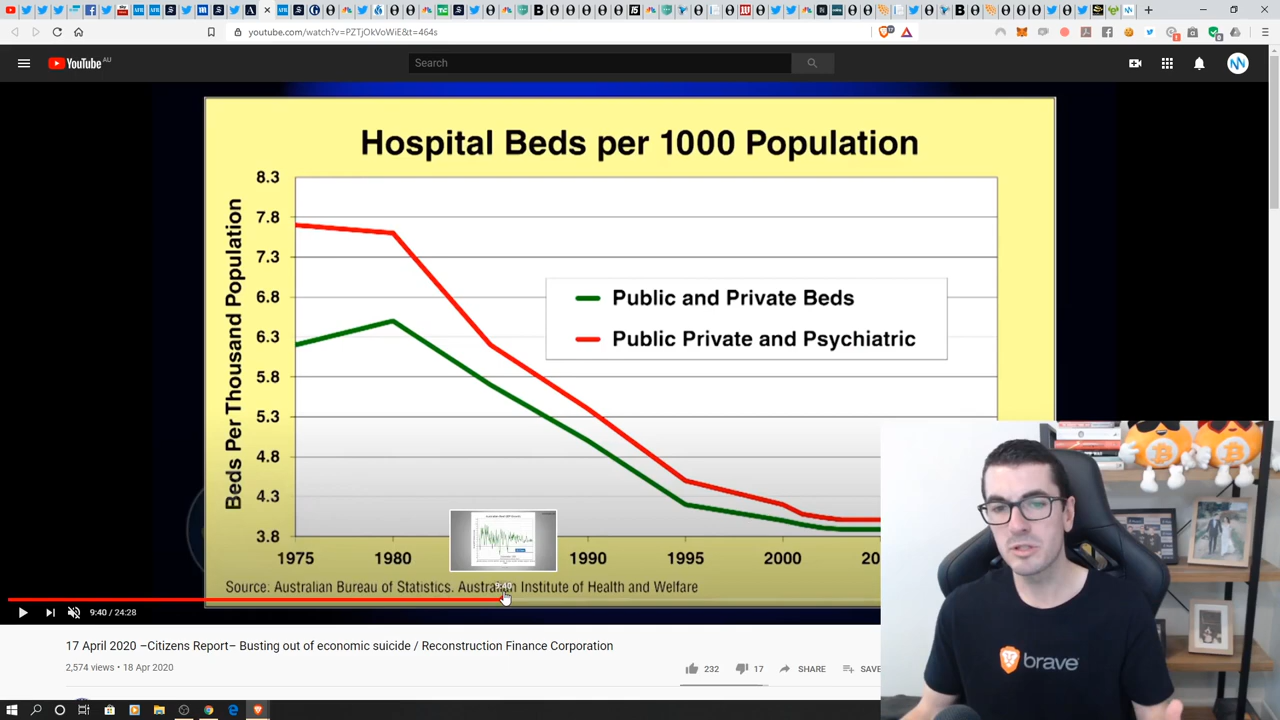 youtube.com/watch?v=PZTjOkVoWiE&t=464s
YouTube AU
Search
Hospital Beds per 1000 Population
Beds Per Thousand Population
8.3
7.8
7.3
6.8
6.3
5.8
5.3
4.8
4.3
3.8
Public and Private Beds
Public Private and Psychiatric
1975
1980
1990
1995
2000
Source: Australian Bureau of Statistics. Australian Institute of Health and Welfare
9:40
9:40 / 24:28
17 April 2020 –Citizens Report– Busting out of economic suicide / Reconstruction Finance Corporation
2,574 views • 18 Apr 2020
232
17
SHARE
SAVE
brave